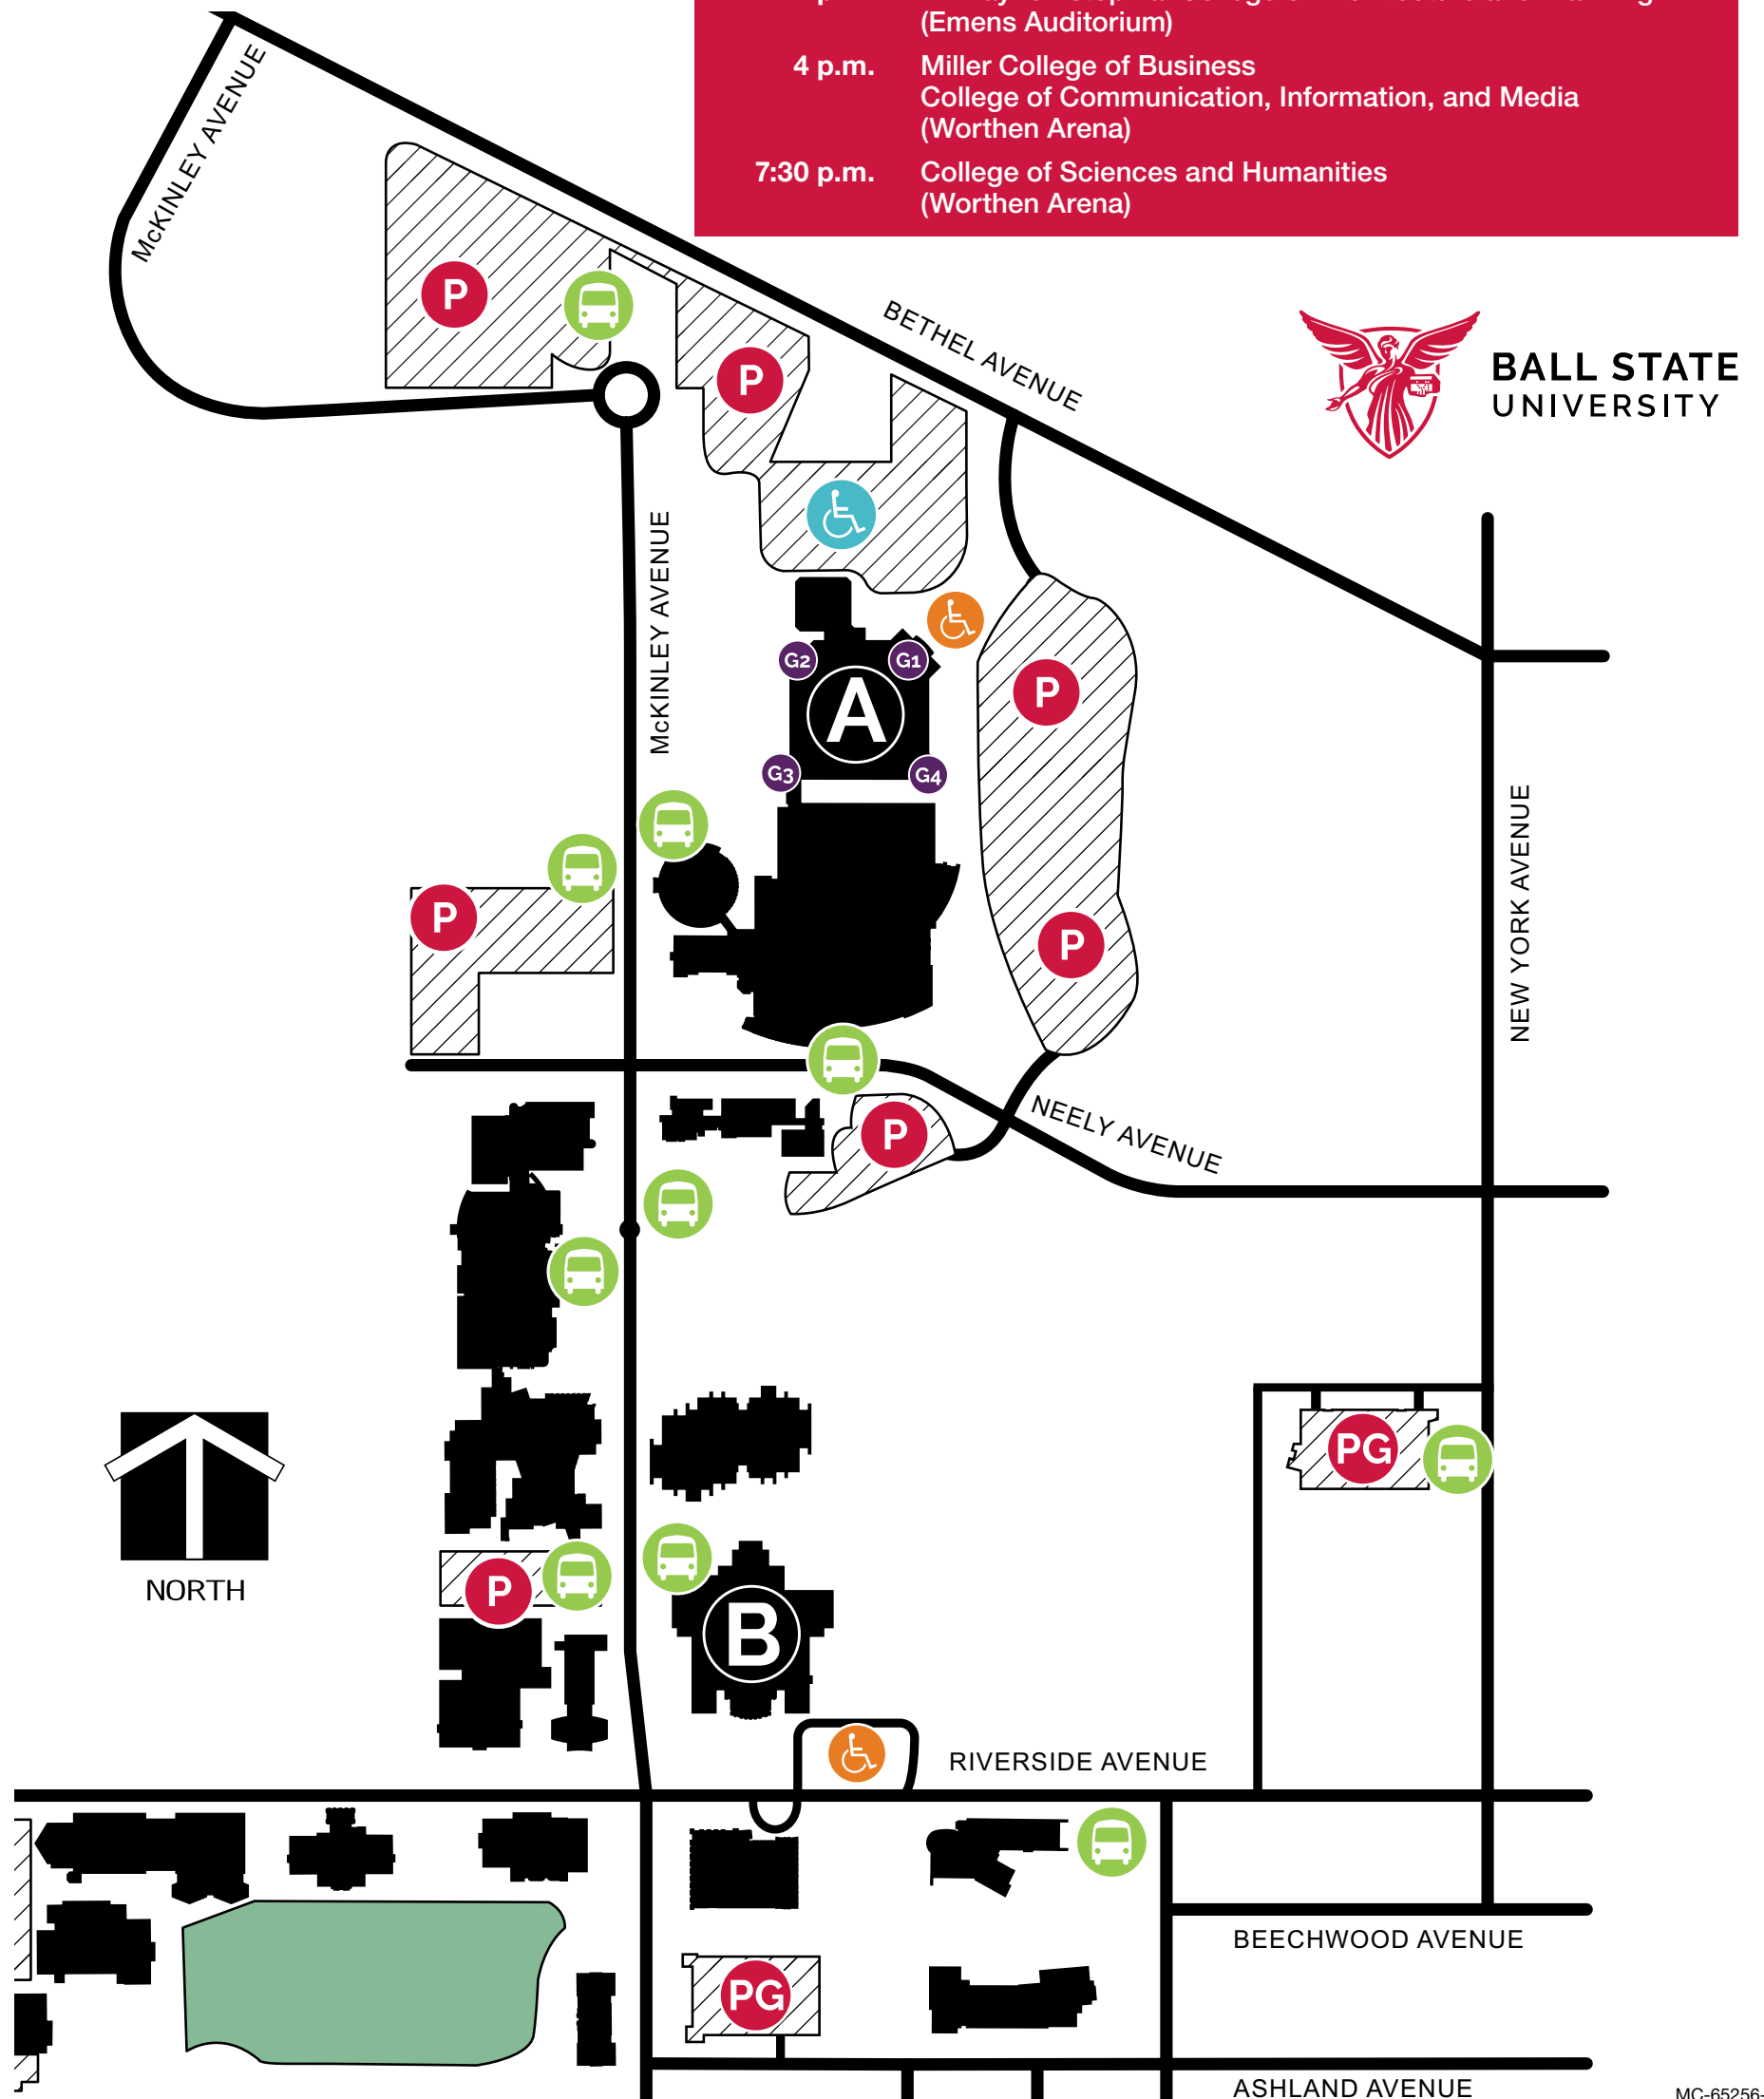 (Emens Auditorium)
4 p.m. Miller College of Business
College of Communication, Information, and Media
(Worthen Arena)
7:30 p.m. College of Sciences and Humanities
(Worthen Arena)
McKINLEY AVENUE
P
P
BETHEL AVENUE
BALL STATE
UNIVERSITY
McKINLEY AVENUE
G2
G1
A
P
G3
G4
NEW YORK AVENUE
P
P
P
NEELY AVENUE
PG
NORTH
P
B
RIVERSIDE AVENUE
BEECHWOOD AVENUE
PG
ASHLAND AVENUE
MC-65256-